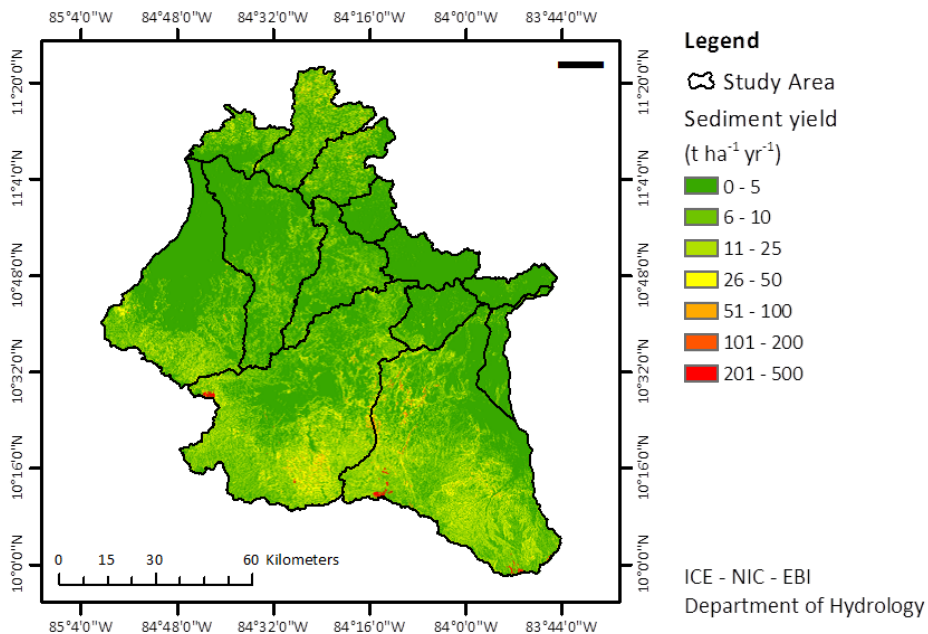 85°4'0"W 84°48'0"W 84°32'0"W 84°16'0"W 84°0'0"W 83°44'0"W
11°20'0"N
11°4'0"N
10°48'0"N
10°32'0"N
10°16'0"N
10°0'0"N
11°20'0"N
11°4'0"N
10°48'0"N
10°32'0"N
10°16'0"N
10°0'0"N
0 15 30 60 Kilometers
85°4'0"W 84°48'0"W 84°32'0"W 84°16'0"W 84°0'0"W 83°44'0"W
Legend
Study Area
Sediment yield
(t ha⁻¹ yr⁻¹)
0 - 5
6 - 10
11 - 25
26 - 50
51 - 100
101 - 200
201 - 500
ICE - NIC - EBI
Department of Hydrology